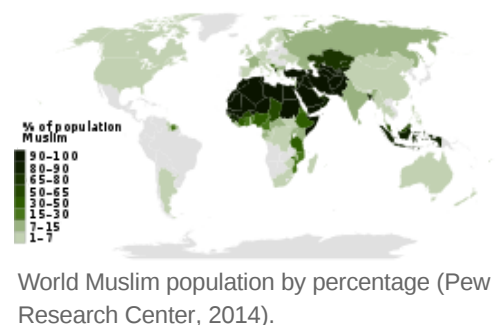 % of population
Muslim
90–100
80–90
65–80
50–65
30–50
15–30
7–15
1–7
World Muslim population by percentage (Pew
Research Center, 2014).